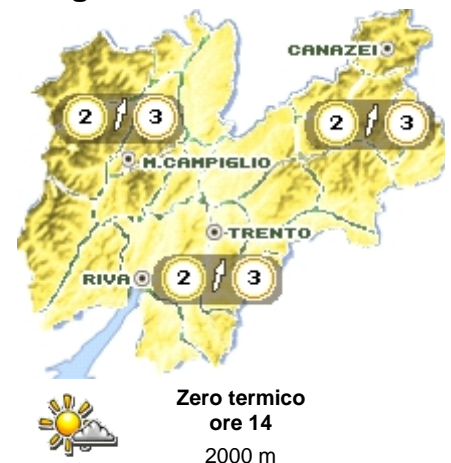 CANAZEI
2 3
2 3
M.CAMPIGLIO
TRENTO
RIVA
2 3
Zero termico
ore 14
2000 m